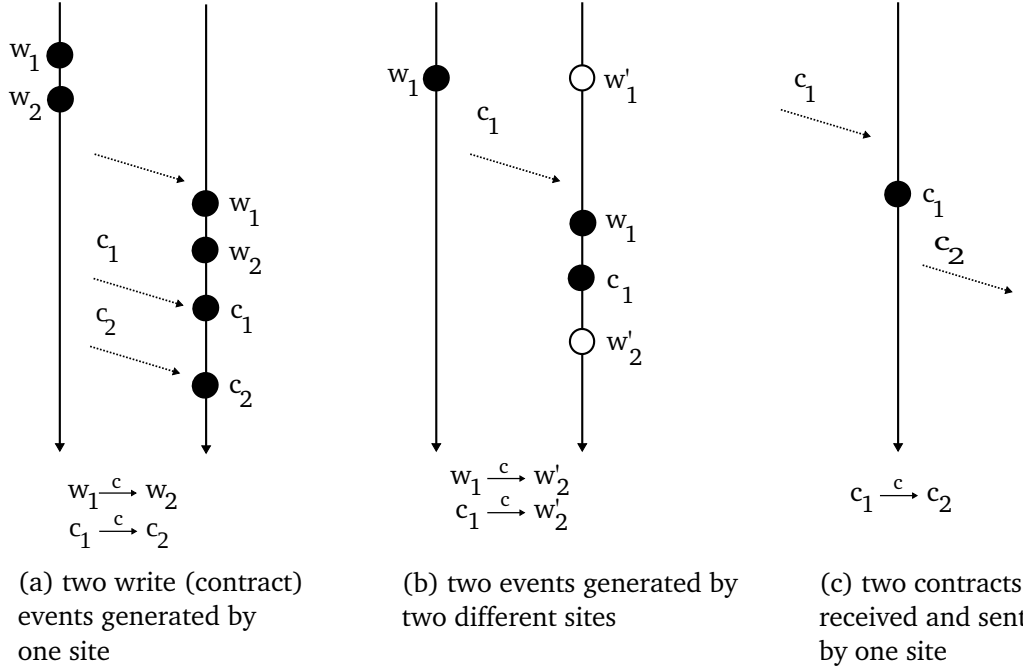 w1
w2
w1
w2
c1
c1
c2
c2
w1 c w2
c1 c c2
(a) two write (contract)
events generated by
one site
w1
w'1
c1
w1
c1
w'2
w1 c w'2
c1 c w'2
(b) two events generated by
two different sites
c1
c1
c2
c1 c c2
(c) two contracts
received and sent
by one site